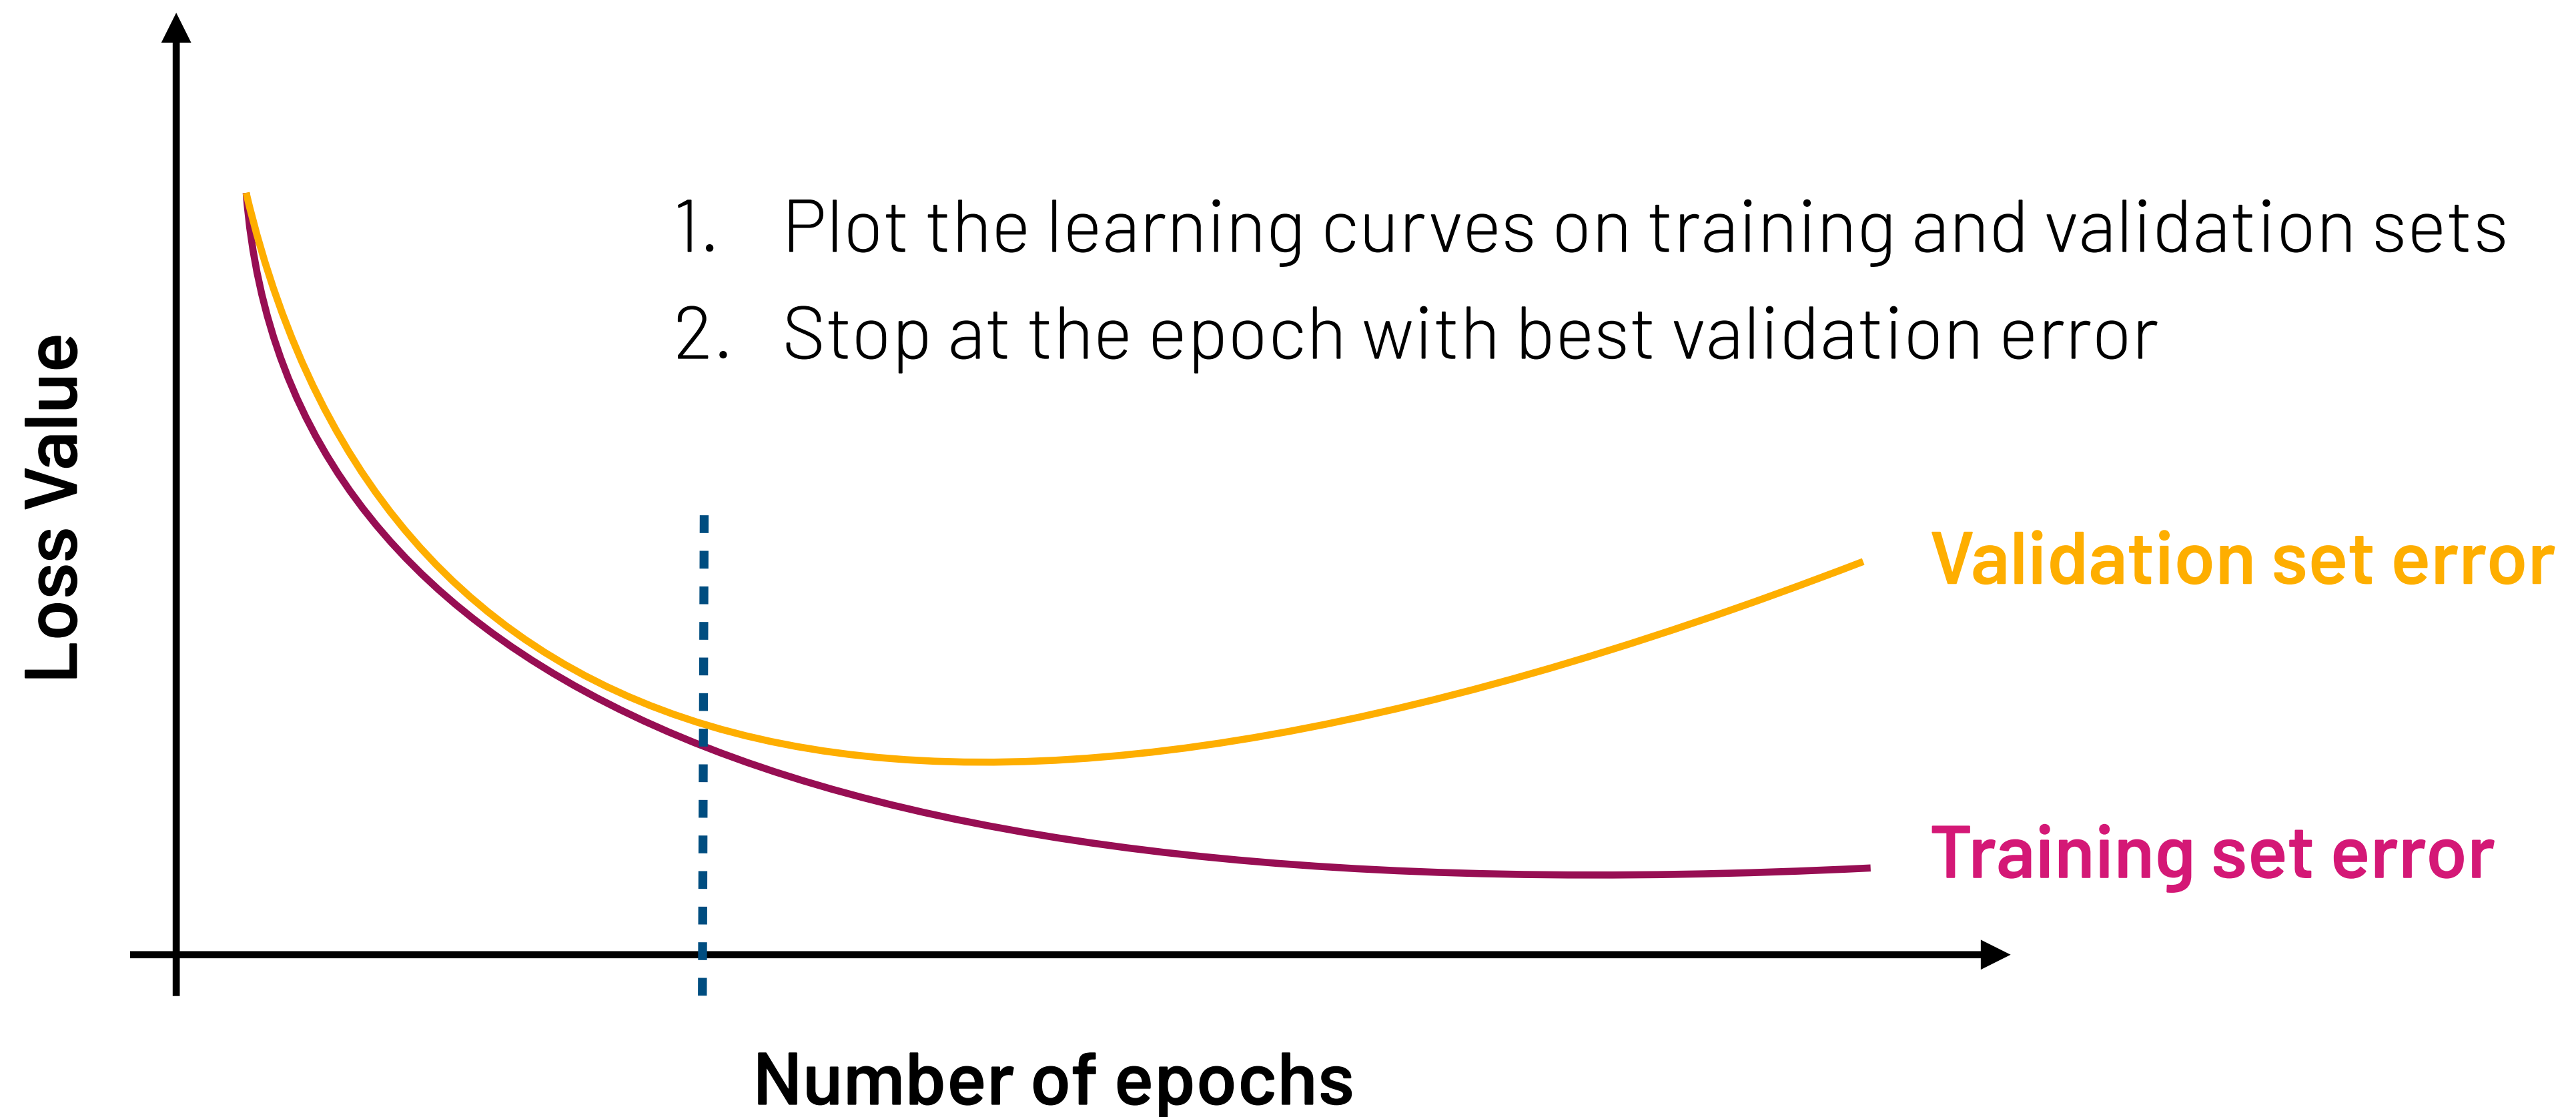 1. Plot the learning curves on training and validation sets
2. Stop at the epoch with best validation error
Loss Value
Validation set error
Training set error
Number of epochs